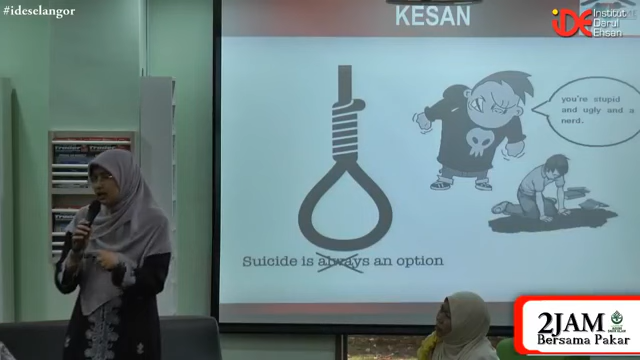 #ideselangor
KESAN
iDE
Institut
Darul
Ehsan
you're stupid
and ugly and a
nerd.
Suicide is always an option
2JAM
Bersama Pakar